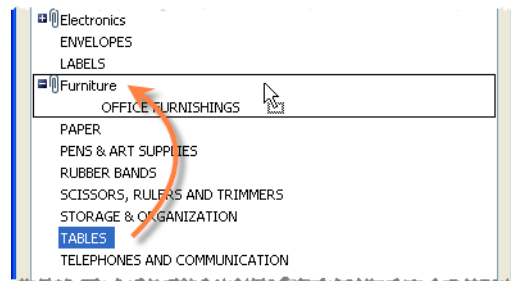 Electronics
ENVELOPES
LABELS
Furniture
OFFICE FURNISHINGS
PAPER
PENS & ART SUPPLIES
RUBBER BANDS
SCISSORS, RULERS AND TRIMMERS
STORAGE & ORGANIZATION
TABLES
TELEPHONES AND COMMUNICATION